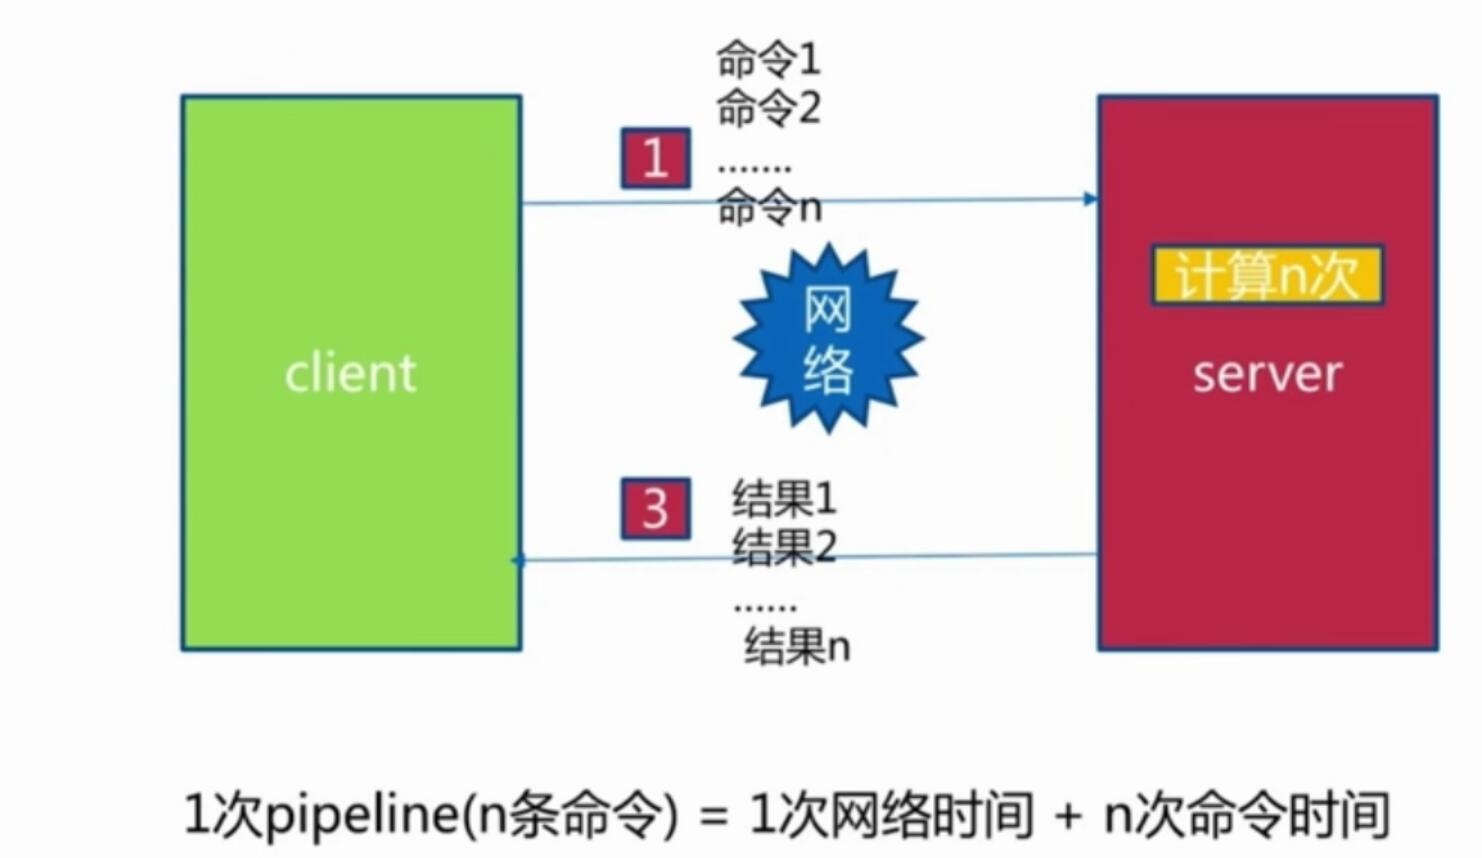 命令1
命令2
1
.......
命令n
计算n次
网
络
client
server
3
结果1
结果2
......
结果n
1次pipeline(n条命令) = 1次网络时间 + n次命令时间